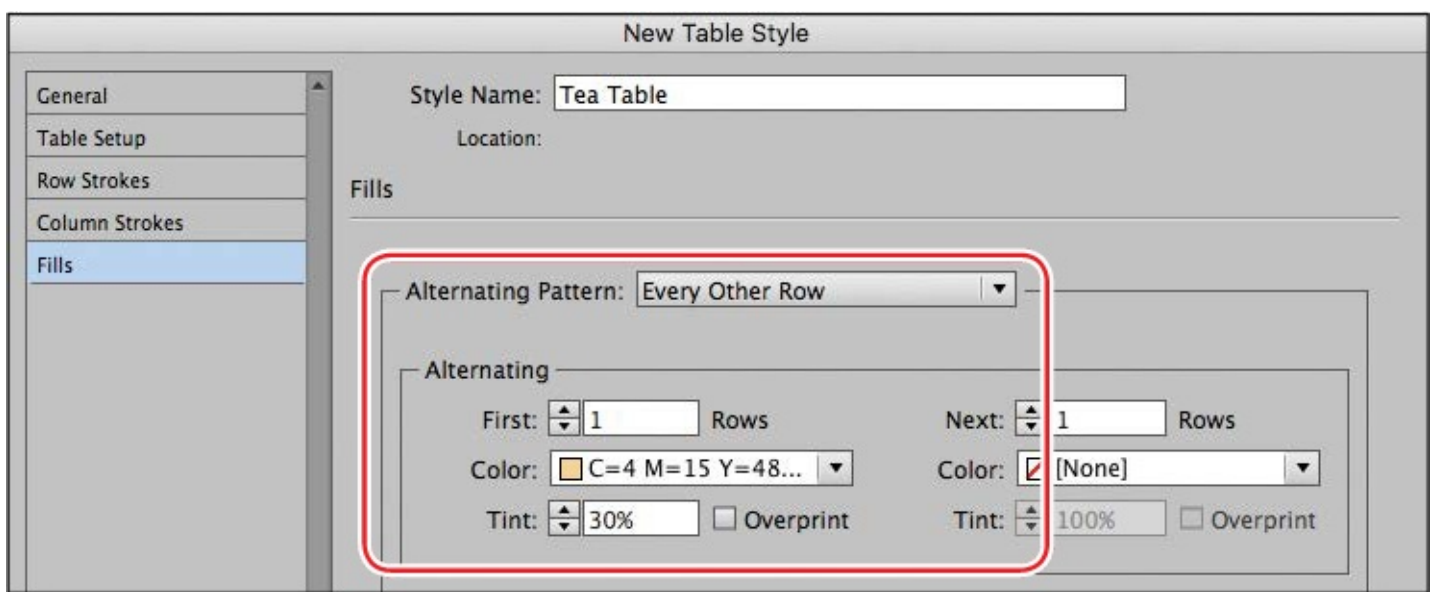 New Table Style
General
Table Setup
Row Strokes
Column Strokes
Fills
Style Name: Tea Table
Location:
Fills
Alternating Pattern: Every Other Row
Alternating
First: 1 Rows Next: 1 Rows
Color: C=4 M=15 Y=48... Color: [None]
Tint: 30% Overprint Tint: 100% Overprint